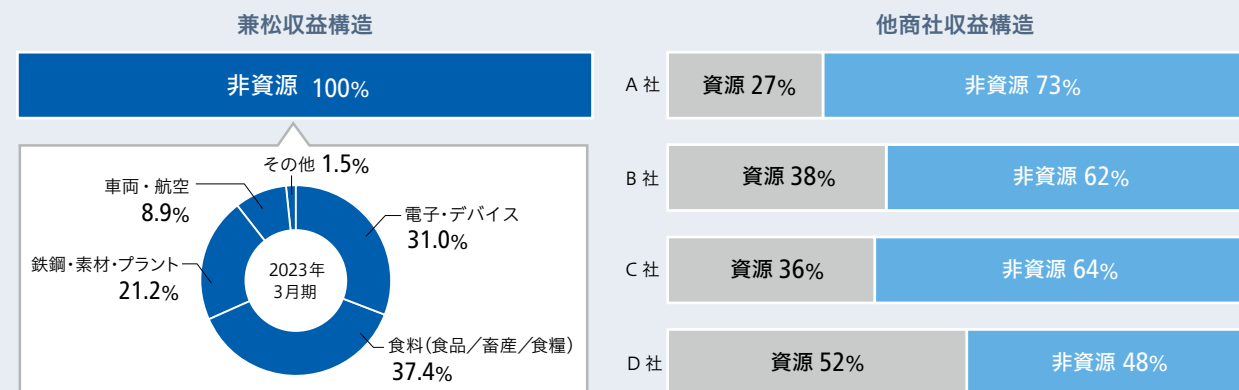 兼松収益構造
非資源 100%
その他 1.5%
車両・航空
8.9%
電子・デバイス
31.0%
鉄鋼・素材・プラント
21.2%
2023年
3月期
食料(食品／畜産／食糧)
37.4%
他商社収益構造
A 社 資源 27% 非資源 73%
B 社 資源 38% 非資源 62%
C 社 資源 36% 非資源 64%
D 社 資源 52% 非資源 48%